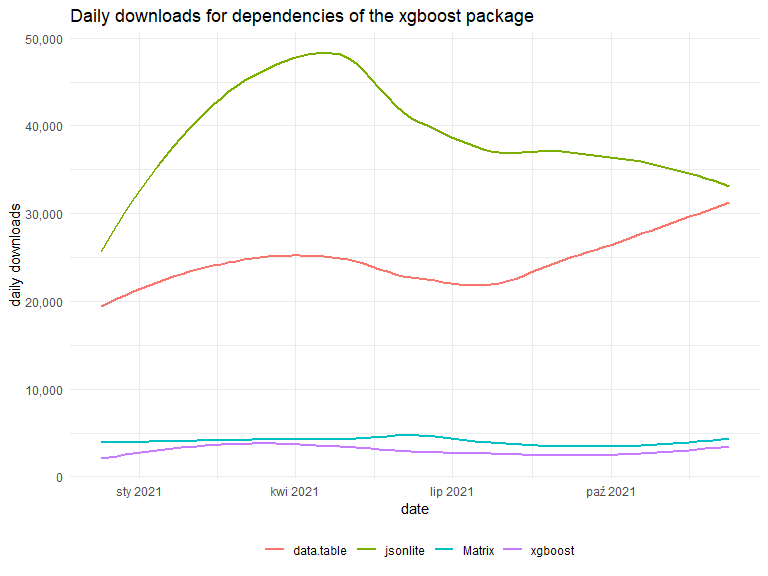 Daily downloads for dependencies of the xgboost package
50,000
40,000
30,000
20,000
10,000
0
daily downloads
sty 2021 kwi 2021 lip 2021 paź 2021
date
data.table jsonlite Matrix xgboost